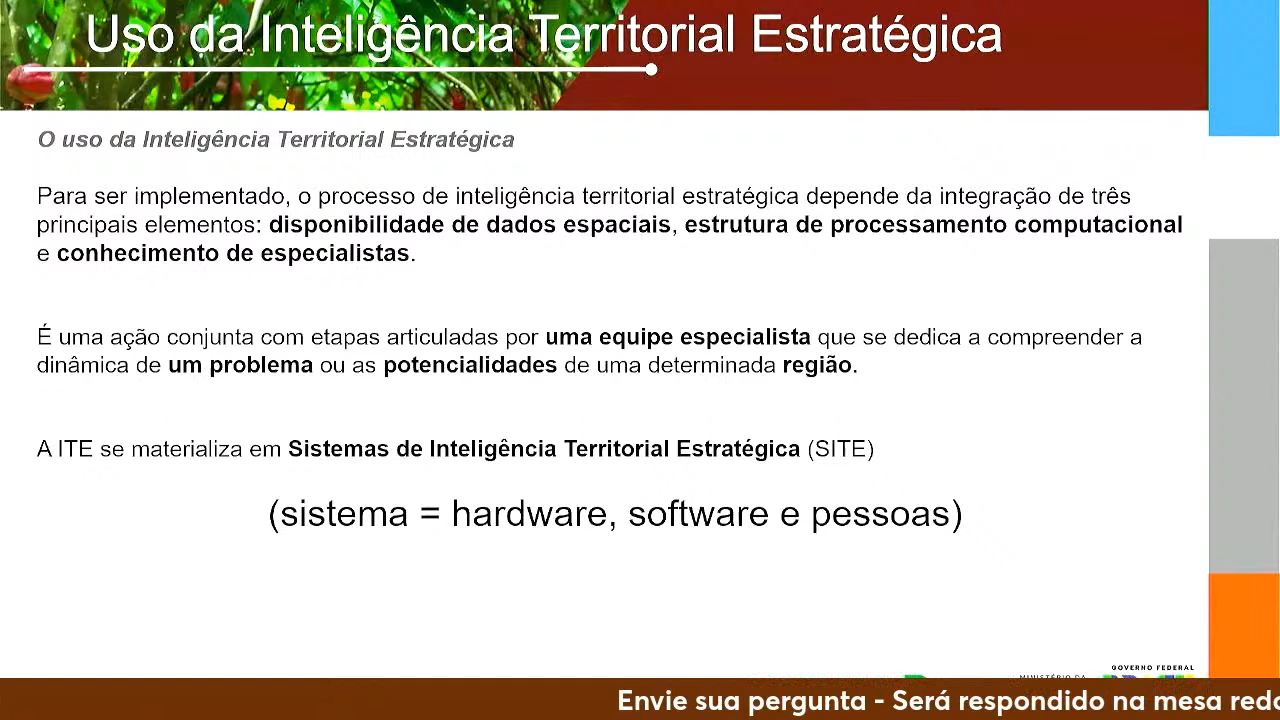 Uso da Inteligência Territorial Estratégica
O uso da Inteligência Territorial Estratégica
Para ser implementado, o processo de inteligência territorial estratégica depende da integração de três
principais elementos: disponibilidade de dados espaciais, estrutura de processamento computacional
e conhecimento de especialistas.
É uma ação conjunta com etapas articuladas por uma equipe especialista que se dedica a compreender a
dinâmica de um problema ou as potencialidades de uma determinada região.
A ITE se materializa em Sistemas de Inteligência Territorial Estratégica (SITE)
(sistema = hardware, software e pessoas)
GOVERNO FEDERAL
MINISTÉRIO DA
Envie sua pergunta - Será respondido na mesa